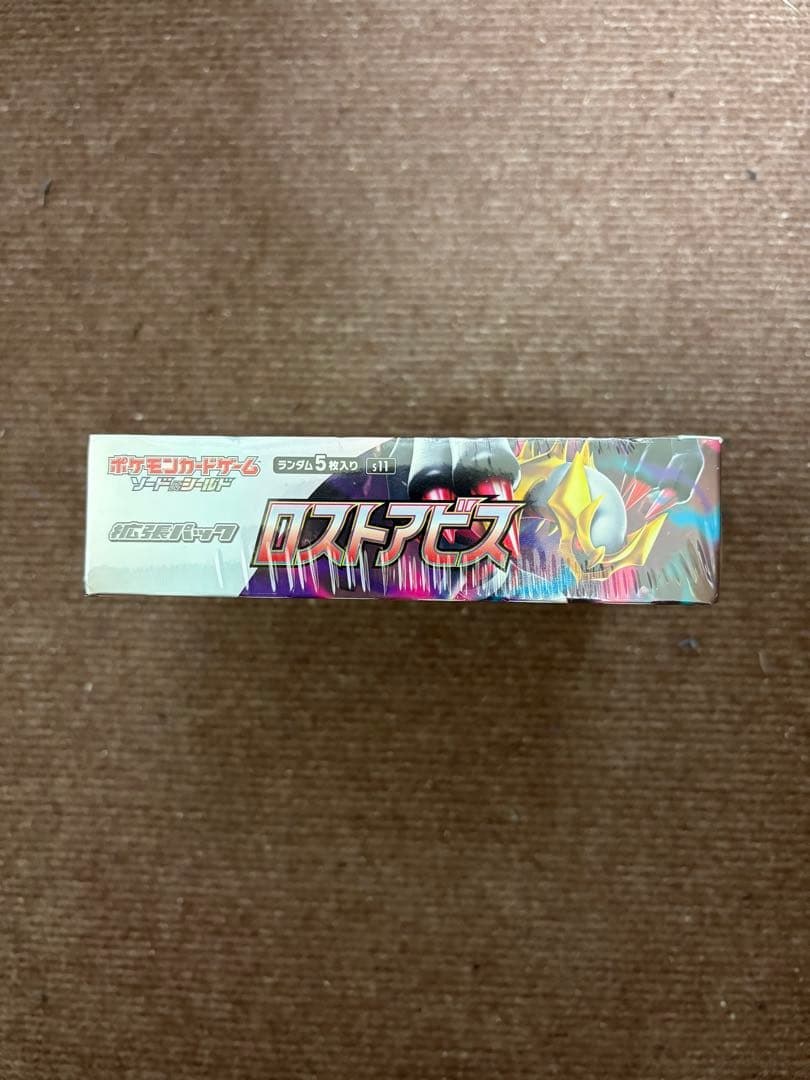 ポケモンカードゲーム
ソード&シールド
ランダム5枚入り s11
拡張パック
ロストアビス